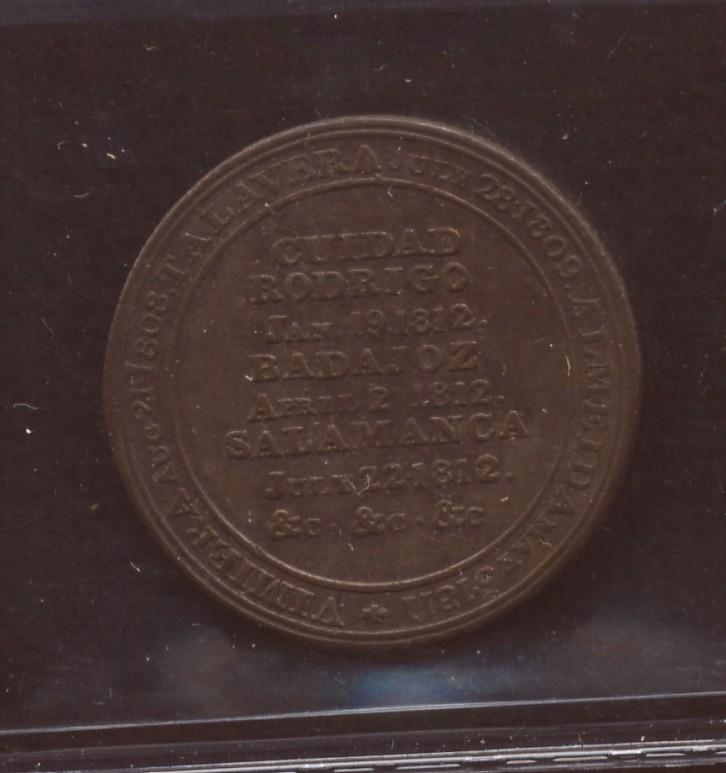 VIMIERA AUG 21 1808. TALAVERA JULY 28 1809. ALMEIDA MAY 5 1811
CUIDAD
RODRIGO
JAN 19 1812.
BADAJOZ
APRIL 2 1812.
SALAMANCA
JULY 22 1812.
&c. &c. &c